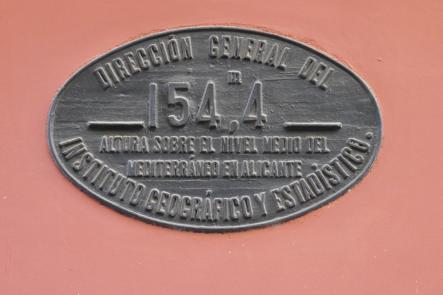 DIRECCIÓN GENERAL DEL
154,4 m
ALTURA SOBRE EL NIVEL MEDIO DEL
MEDITERRÁNEO EN ALICANTE.
INSTITUTO GEOGRÁFICO Y ESTADÍSTICO.